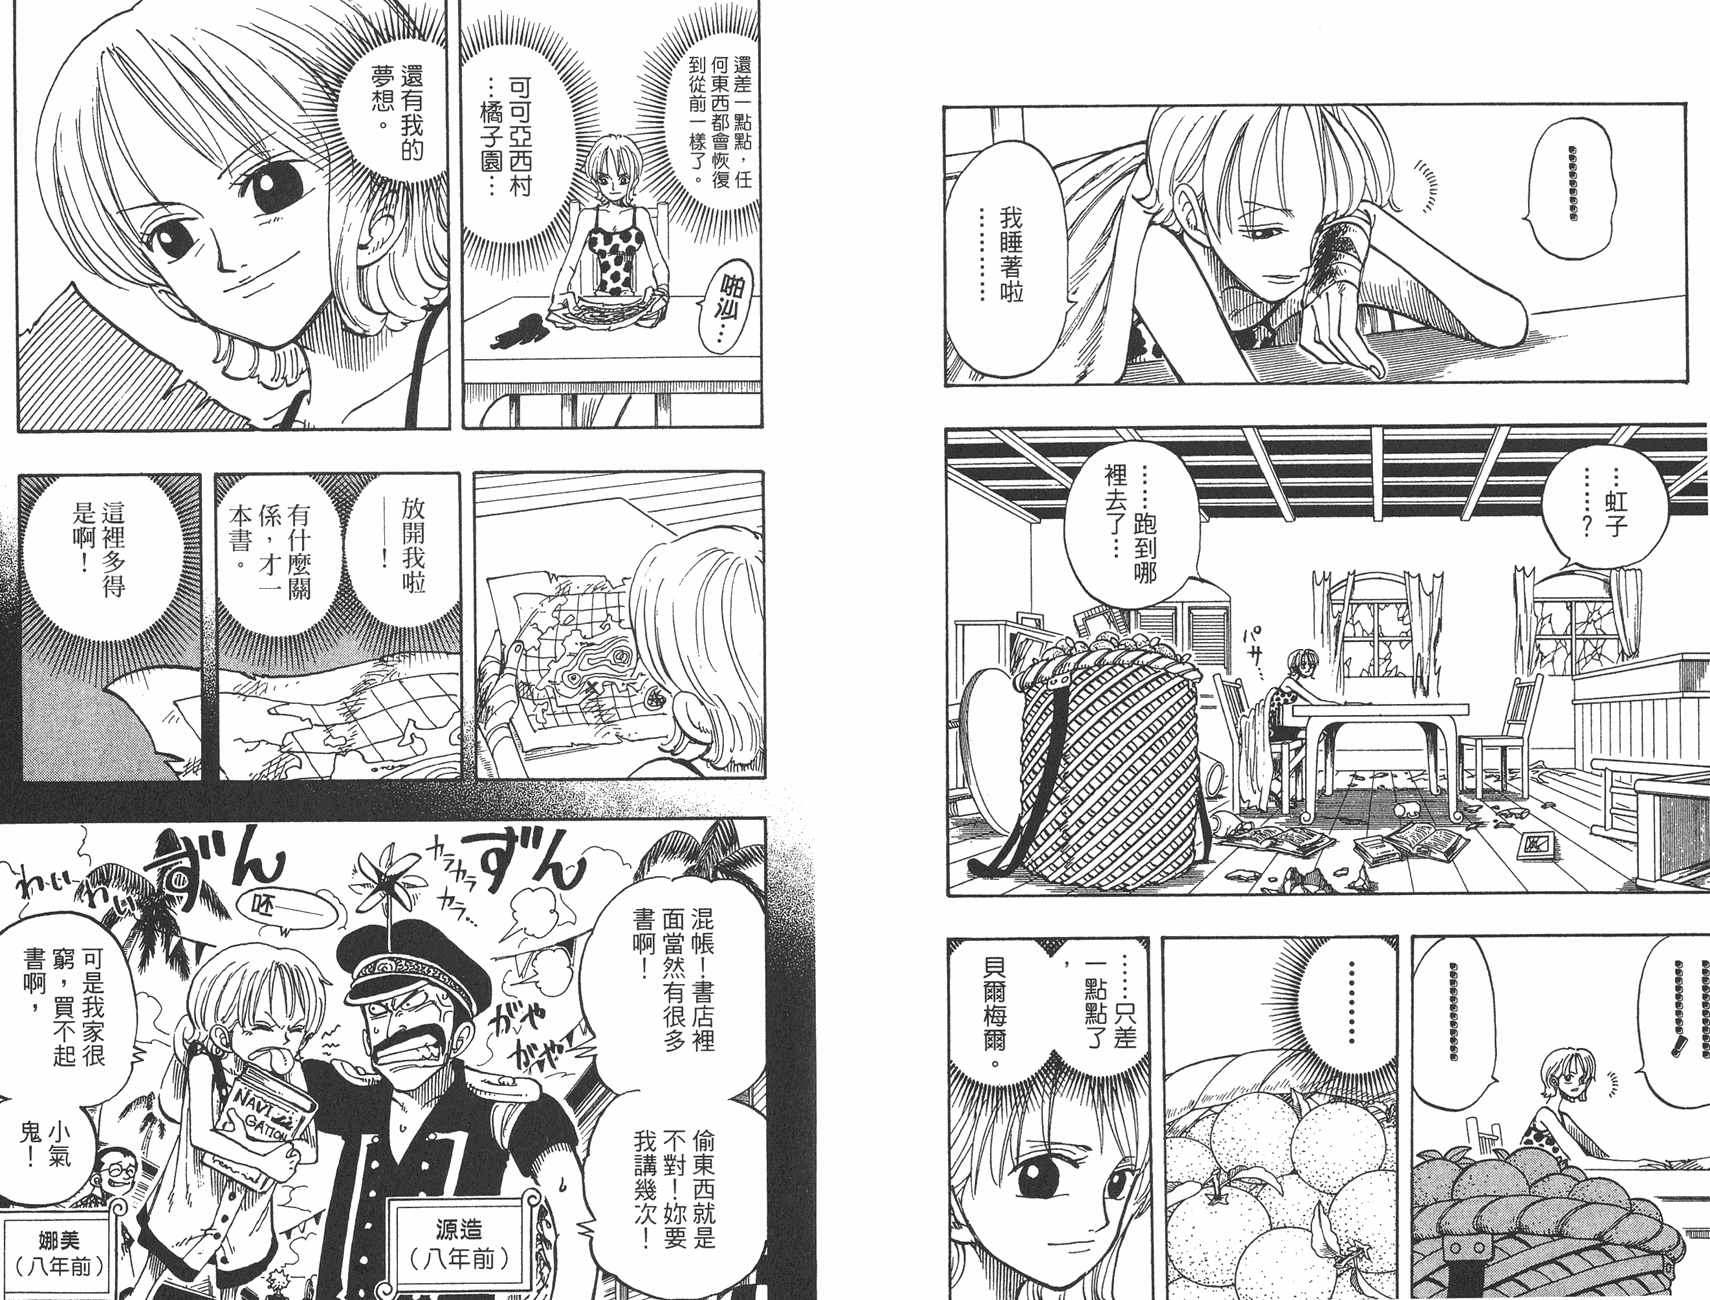 ………
我睡著啦
…………
…虹子
……？
……跑到哪
裡去了…
パサ…
………
……只差
一點點了
，
貝爾梅爾。
還差一點點，任
何東西都會恢復
到從前一樣了。
可可亞西村
…橘子園…
啪沙…
還有我的
夢想。
放開我啦
——！
有什麼關
係，才一
本書。
這裡多得
是啊！
混帳！書店裡
面當然有很多
書啊！
偷東西就是
不對！妳要
我講幾次！
ずん
カラカラカラ…
ずん
がやがや
呸——
わいわい
可是我家很
窮，買不起
書啊，
小氣
鬼！
NAVI
GATION
源造
（八年前）
娜美
（八年前）